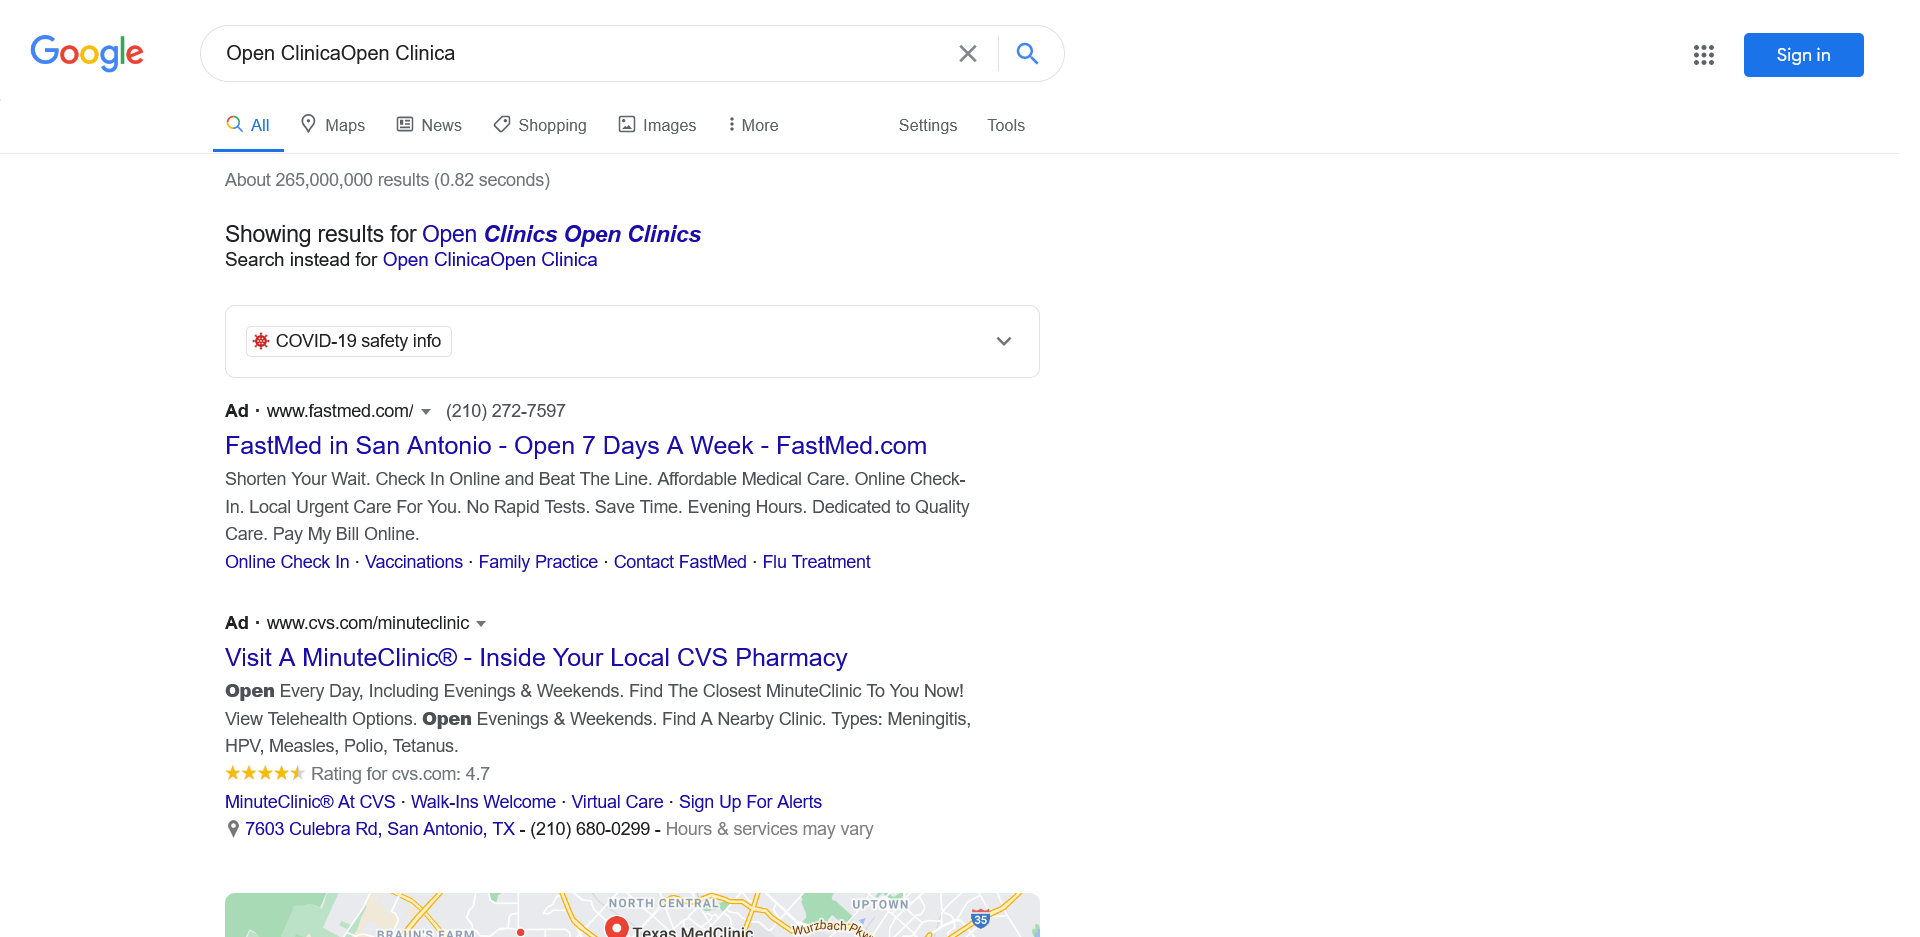 Google
Open ClinicaOpen Clinica
Sign in
All Maps News Shopping Images More Settings Tools
About 265,000,000 results (0.82 seconds)
Showing results for Open Clinics Open Clinics
Search instead for Open ClinicaOpen Clinica
COVID-19 safety info
Ad · www.fastmed.com/ (210) 272-7597
FastMed in San Antonio - Open 7 Days A Week - FastMed.com
Shorten Your Wait. Check In Online and Beat The Line. Affordable Medical Care. Online Check-
In. Local Urgent Care For You. No Rapid Tests. Save Time. Evening Hours. Dedicated to Quality
Care. Pay My Bill Online.
Online Check In · Vaccinations · Family Practice · Contact FastMed · Flu Treatment
Ad · www.cvs.com/minuteclinic
Visit A MinuteClinic® - Inside Your Local CVS Pharmacy
Open Every Day, Including Evenings & Weekends. Find The Closest MinuteClinic To You Now!
View Telehealth Options. Open Evenings & Weekends. Find A Nearby Clinic. Types: Meningitis,
HPV, Measles, Polio, Tetanus.
Rating for cvs.com: 4.7
MinuteClinic® At CVS · Walk-Ins Welcome · Virtual Care · Sign Up For Alerts
7603 Culebra Rd, San Antonio, TX - (210) 680-0299 - Hours & services may vary
NORTH CENTRAL
UPTOWN
35
BRAUN'S FARM
Texas MedClinic
Wurzbach Pkwy